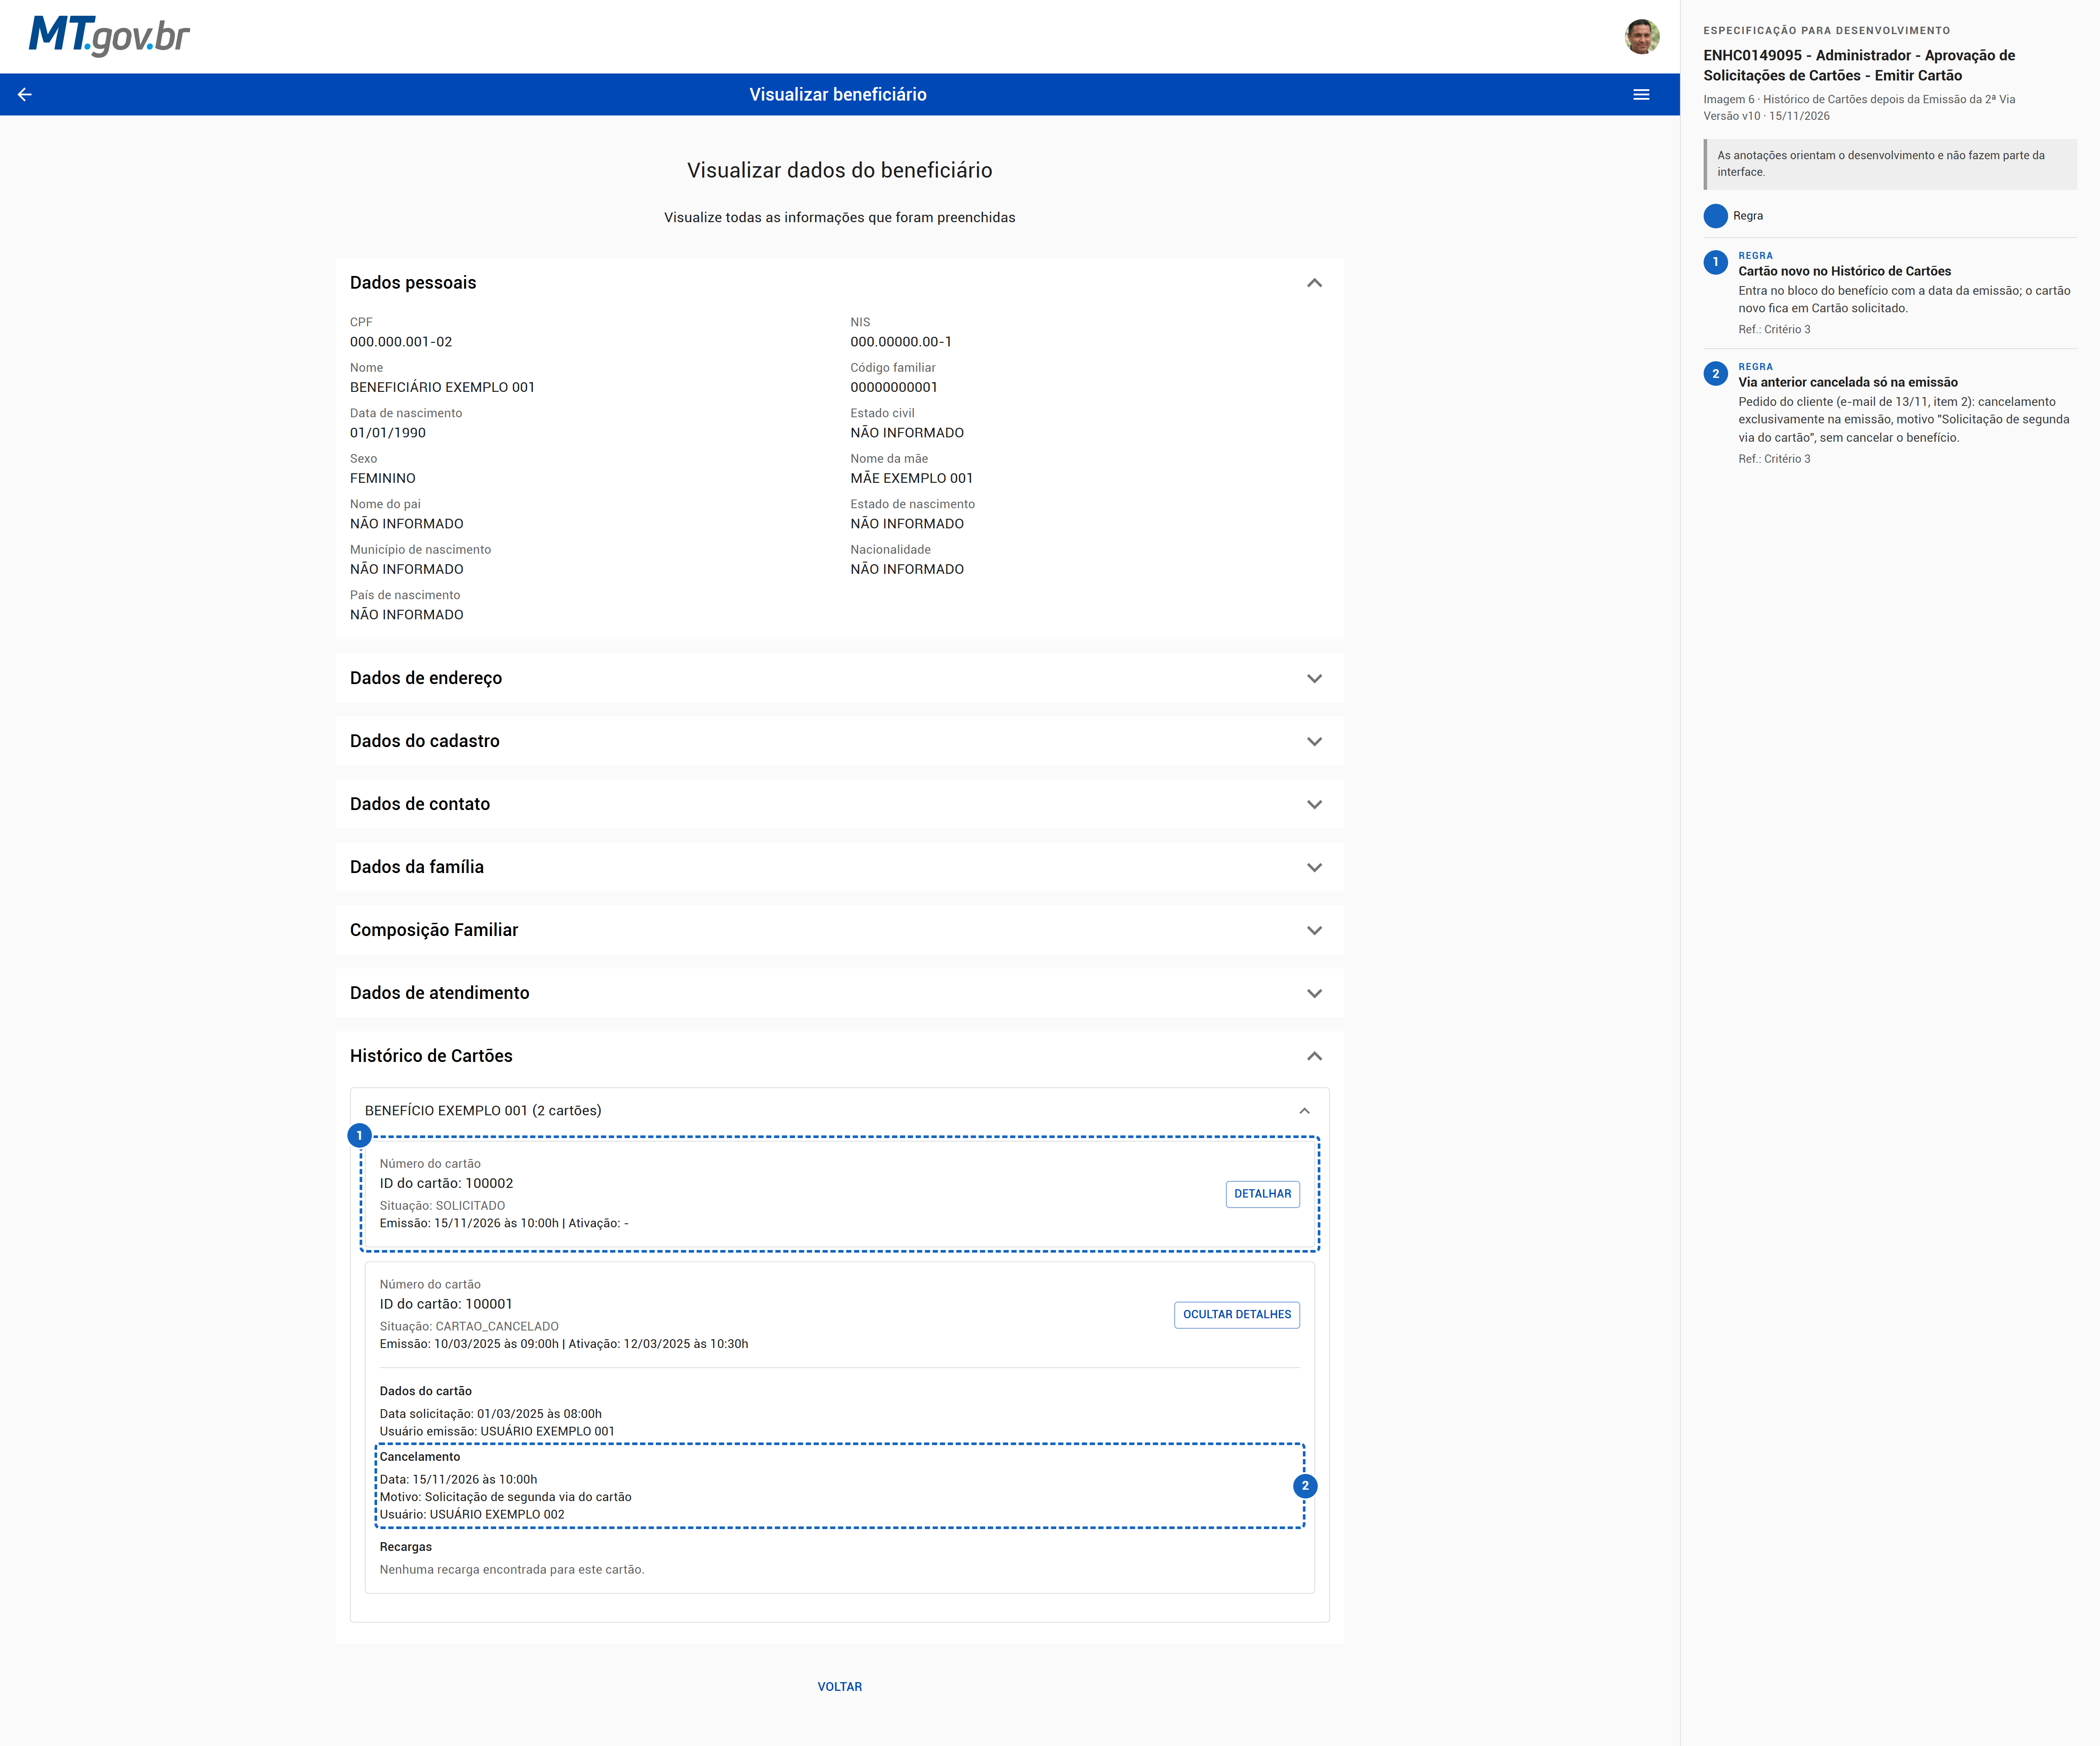 MT.gov.br
Visualizar beneficiário
Visualizar dados do beneficiário
Visualize todas as informações que foram preenchidas
Dados pessoais
CPF
000.000.001-02
NIS
000.00000.00-1
Nome
BENEFICIÁRIO EXEMPLO 001
Código familiar
00000000001
Data de nascimento
01/01/1990
Estado civil
NÃO INFORMADO
Sexo
FEMININO
Nome da mãe
MÃE EXEMPLO 001
Nome do pai
NÃO INFORMADO
Estado de nascimento
NÃO INFORMADO
Município de nascimento
NÃO INFORMADO
Nacionalidade
NÃO INFORMADO
País de nascimento
NÃO INFORMADO
Dados de endereço
Dados do cadastro
Dados de contato
Dados da família
Composição Familiar
Dados de atendimento
Histórico de Cartões
BENEFÍCIO EXEMPLO 001 (2 cartões)
1
Número do cartão
ID do cartão: 100002
Situação: SOLICITADO
Emissão: 15/11/2026 às 10:00h | Ativação: -
DETALHAR
Número do cartão
ID do cartão: 100001
Situação: CARTAO_CANCELADO
Emissão: 10/03/2025 às 09:00h | Ativação: 12/03/2025 às 10:30h
OCULTAR DETALHES
Dados do cartão
Data solicitação: 01/03/2025 às 08:00h
Usuário emissão: USUÁRIO EXEMPLO 001
Cancelamento
Data: 15/11/2026 às 10:00h
Motivo: Solicitação de segunda via do cartão
Usuário: USUÁRIO EXEMPLO 002
2
Recargas
Nenhuma recarga encontrada para este cartão.
VOLTAR
ESPECIFICAÇÃO PARA DESENVOLVIMENTO
ENHC0149095 - Administrador - Aprovação de
Solicitações de Cartões - Emitir Cartão
Imagem 6 · Histórico de Cartões depois da Emissão da 2ª Via
Versão v10 · 15/11/2026
As anotações orientam o desenvolvimento e não fazem parte da
interface.
Regra
1
REGRA
Cartão novo no Histórico de Cartões
Entra no bloco do benefício com a data da emissão; o cartão
novo fica em Cartão solicitado.
Ref.: Critério 3
2
REGRA
Via anterior cancelada só na emissão
Pedido do cliente (e-mail de 13/11, item 2): cancelamento
exclusivamente na emissão, motivo "Solicitação de segunda
via do cartão", sem cancelar o benefício.
Ref.: Critério 3